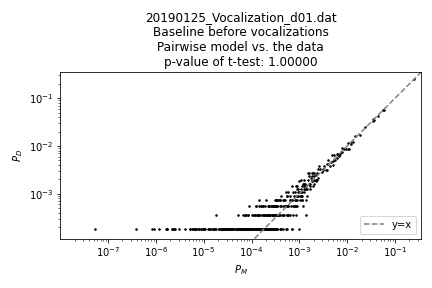 20190125_Vocalization_d01.dat
Baseline before vocalizations
Pairwise model vs. the data
p-value of t-test: 1.00000
10⁻¹
10⁻²
10⁻³
P_D
y=x
10⁻⁷ 10⁻⁶ 10⁻⁵ 10⁻⁴ 10⁻³ 10⁻² 10⁻¹
P_M